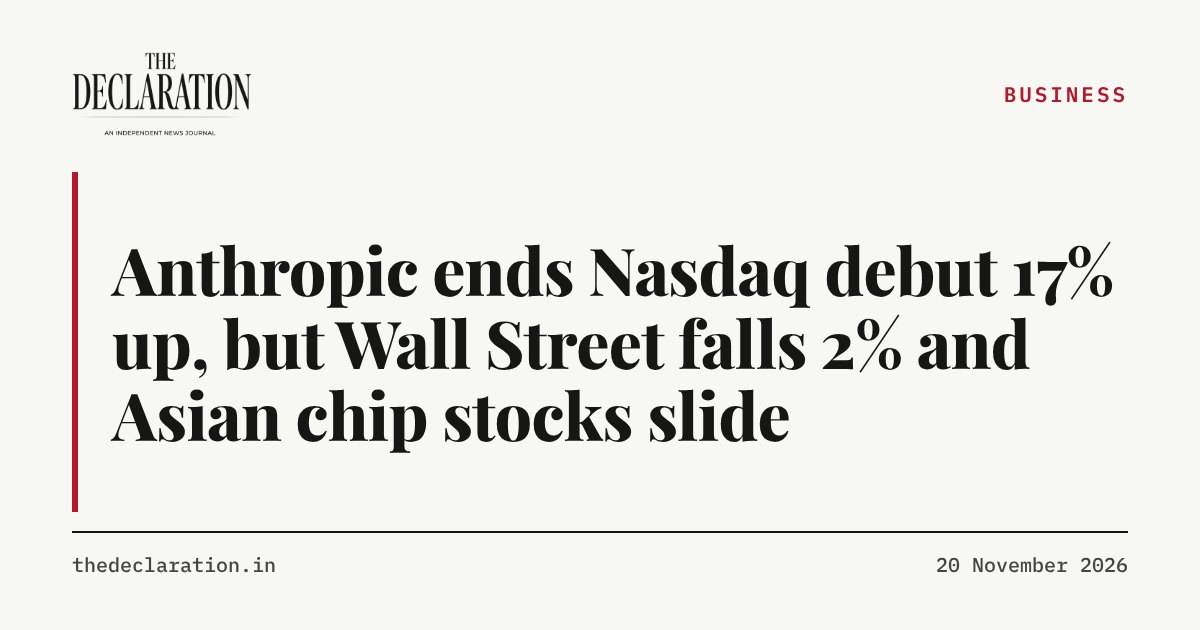 THE
DECLARATION
AN INDEPENDENT NEWS JOURNAL
BUSINESS
Anthropic ends Nasdaq debut 17%
up, but Wall Street falls 2% and
Asian chip stocks slide
thedeclaration.in
20 November 2026